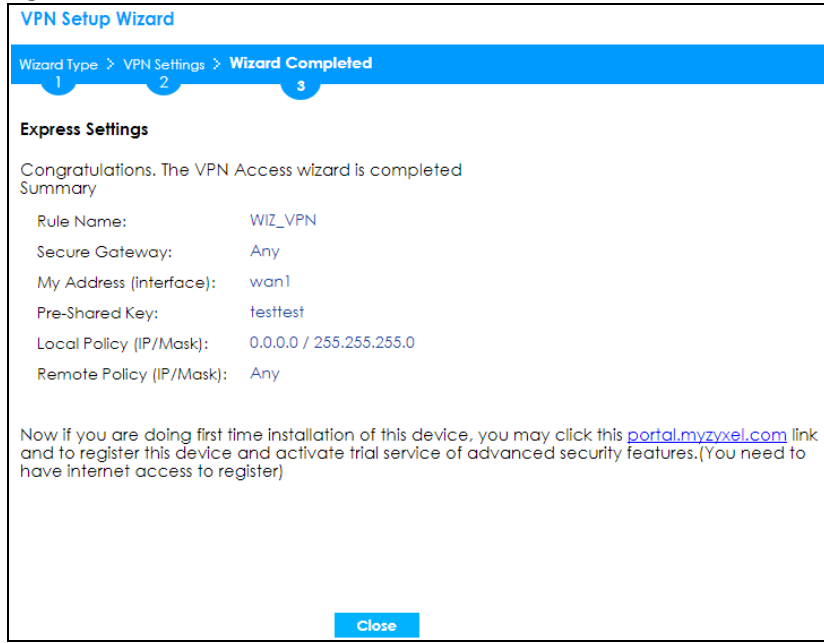 VPN Setup Wizard
Wizard Type > VPN Settings > Wizard Completed
1 2 3
Express Settings
Congratulations. The VPN Access wizard is completed
Summary
Rule Name: WIZ_VPN
Secure Gateway: Any
My Address (interface): wan1
Pre-Shared Key: testtest
Local Policy (IP/Mask): 0.0.0.0 / 255.255.255.0
Remote Policy (IP/Mask): Any
Now if you are doing first time installation of this device, you may click this portal.myzyxel.com link
and to register this device and activate trial service of advanced security features.(You need to
have internet access to register)
Close